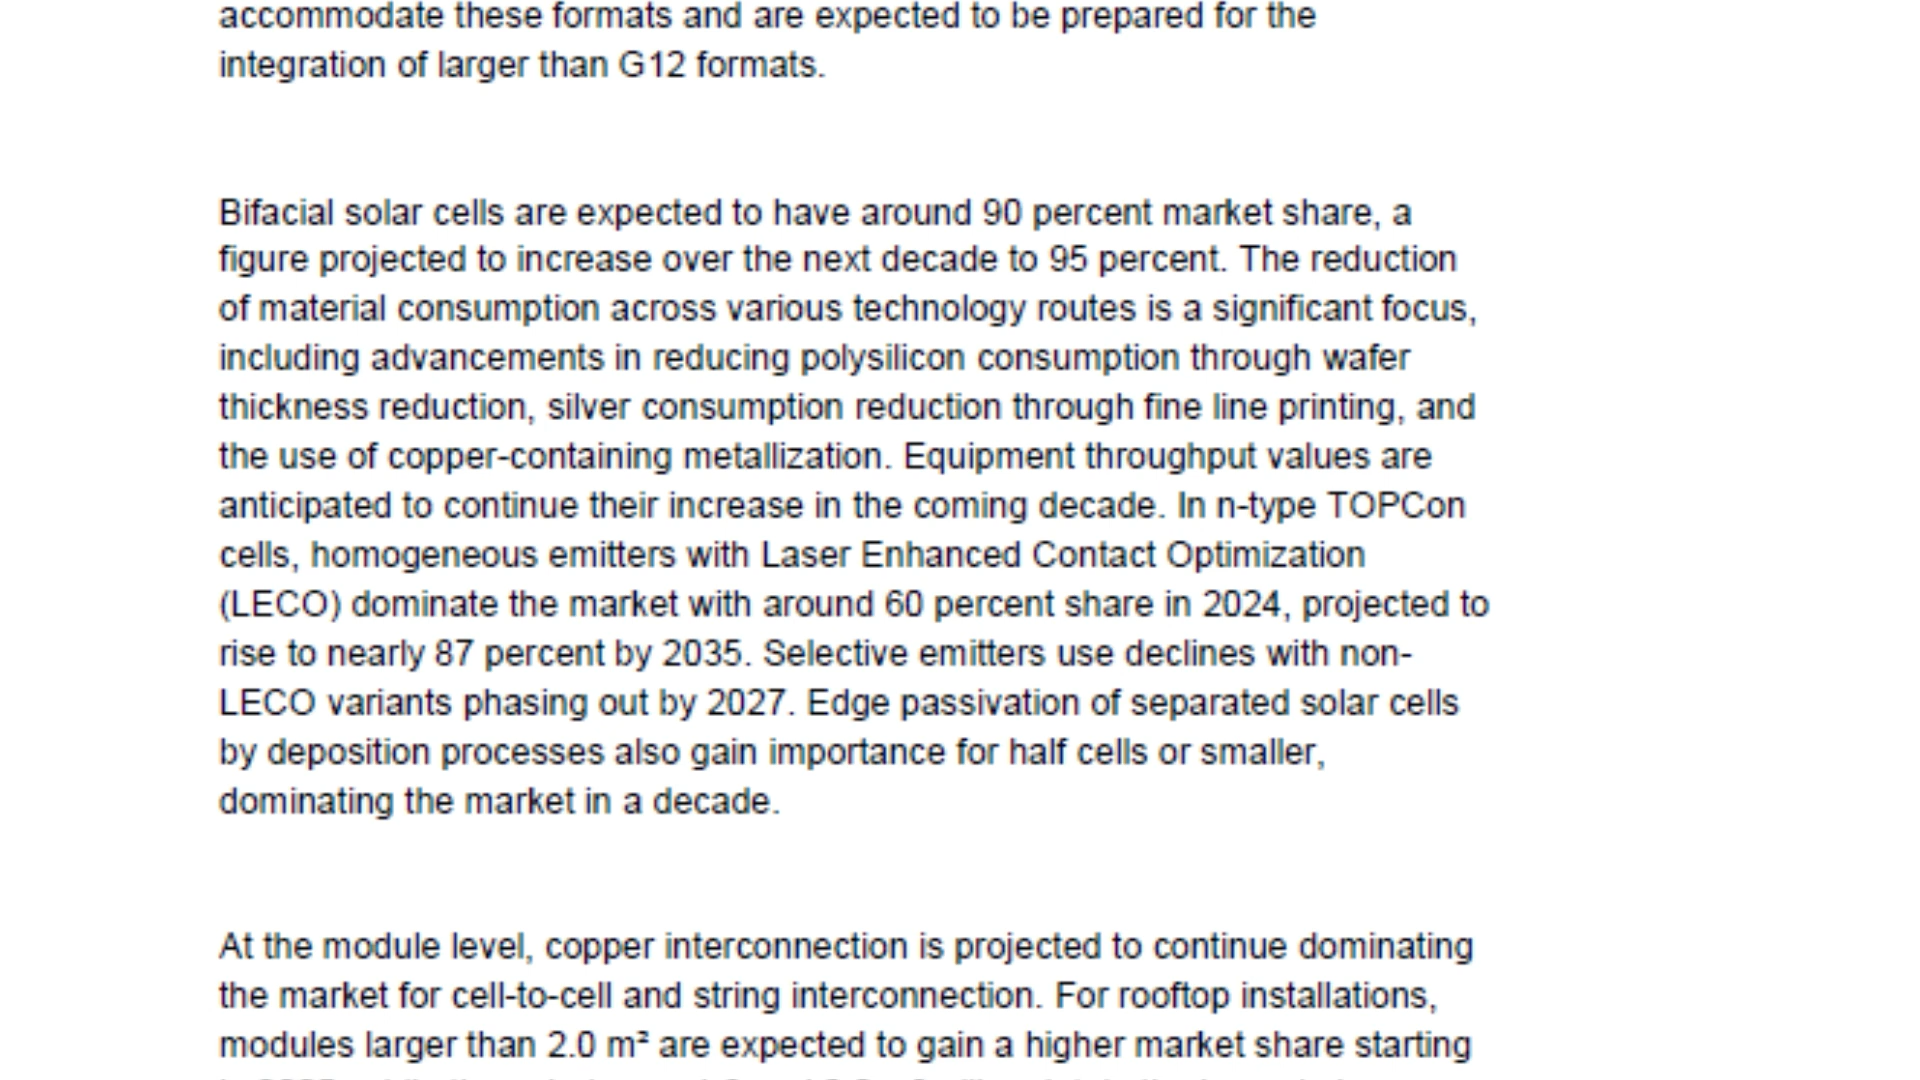 accommodate these formats and are expected to be prepared for the
integration of larger than G12 formats.
Bifacial solar cells are expected to have around 90 percent market share, a
figure projected to increase over the next decade to 95 percent. The reduction
of material consumption across various technology routes is a significant focus,
including advancements in reducing polysilicon consumption through wafer
thickness reduction, silver consumption reduction through fine line printing, and
the use of copper-containing metallization. Equipment throughput values are
anticipated to continue their increase in the coming decade. In n-type TOPCon
cells, homogeneous emitters with Laser Enhanced Contact Optimization
(LECO) dominate the market with around 60 percent share in 2024, projected to
rise to nearly 87 percent by 2035. Selective emitters use declines with non-
LECO variants phasing out by 2027. Edge passivation of separated solar cells
by deposition processes also gain importance for half cells or smaller,
dominating the market in a decade.
At the module level, copper interconnection is projected to continue dominating
the market for cell-to-cell and string interconnection. For rooftop installations,
modules larger than 2.0 m² are expected to gain a higher market share starting